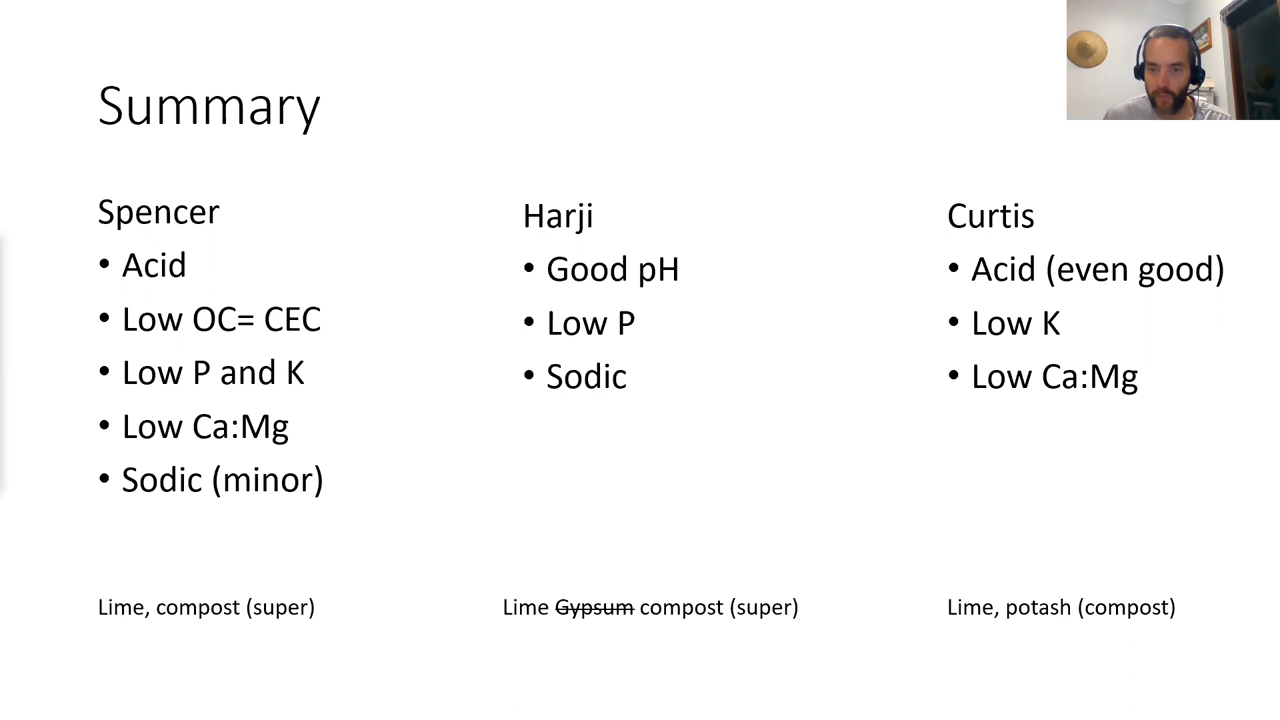 Summary
Spencer
• Acid
• Low OC= CEC
• Low P and K
• Low Ca:Mg
• Sodic (minor)
Lime, compost (super)
Harji
• Good pH
• Low P
• Sodic
Lime Gypsum compost (super)
Curtis
• Acid (even good)
• Low K
• Low Ca:Mg
Lime, potash (compost)